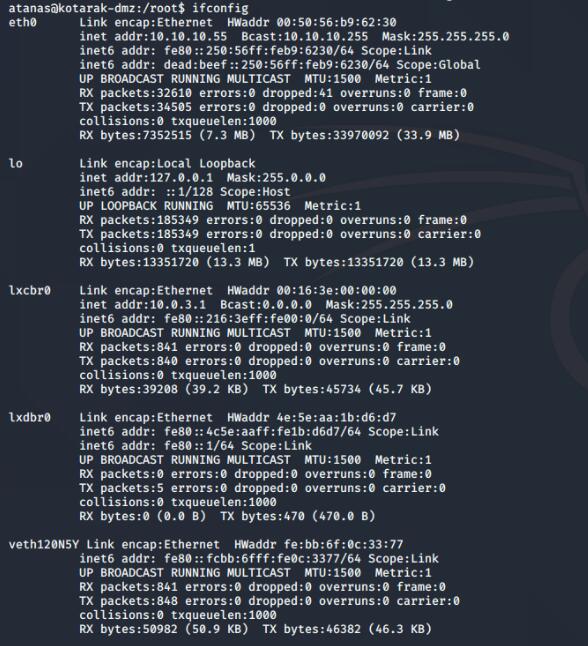 atanas@kotarak-dmz:/root$ ifconfig
eth0      Link encap:Ethernet  HWaddr 00:50:56:b9:62:30
          inet addr:10.10.10.55  Bcast:10.10.10.255  Mask:255.255.255.0
          inet6 addr: fe80::250:56ff:feb9:6230/64 Scope:Link
          inet6 addr: dead:beef::250:56ff:feb9:6230/64 Scope:Global
          UP BROADCAST RUNNING MULTICAST  MTU:1500  Metric:1
          RX packets:32610 errors:0 dropped:41 overruns:0 frame:0
          TX packets:34505 errors:0 dropped:0 overruns:0 carrier:0
          collisions:0 txqueuelen:1000
          RX bytes:7352515 (7.3 MB)  TX bytes:33970092 (33.9 MB)

lo        Link encap:Local Loopback
          inet addr:127.0.0.1  Mask:255.0.0.0
          inet6 addr: ::1/128 Scope:Host
          UP LOOPBACK RUNNING  MTU:65536  Metric:1
          RX packets:185349 errors:0 dropped:0 overruns:0 frame:0
          TX packets:185349 errors:0 dropped:0 overruns:0 carrier:0
          collisions:0 txqueuelen:1
          RX bytes:13351720 (13.3 MB)  TX bytes:13351720 (13.3 MB)

lxcbr0    Link encap:Ethernet  HWaddr 00:16:3e:00:00:00
          inet addr:10.0.3.1  Bcast:0.0.0.0  Mask:255.255.255.0
          inet6 addr: fe80::216:3eff:fe00:0/64 Scope:Link
          UP BROADCAST RUNNING MULTICAST  MTU:1500  Metric:1
          RX packets:841 errors:0 dropped:0 overruns:0 frame:0
          TX packets:840 errors:0 dropped:0 overruns:0 carrier:0
          collisions:0 txqueuelen:1000
          RX bytes:39208 (39.2 KB)  TX bytes:45734 (45.7 KB)

lxdbr0    Link encap:Ethernet  HWaddr 4e:5e:aa:1b:d6:d7
          inet6 addr: fe80::4c5e:aaff:fe1b:d6d7/64 Scope:Link
          inet6 addr: fe80::1/64 Scope:Link
          UP BROADCAST RUNNING MULTICAST  MTU:1500  Metric:1
          RX packets:0 errors:0 dropped:0 overruns:0 frame:0
          TX packets:5 errors:0 dropped:0 overruns:0 carrier:0
          collisions:0 txqueuelen:1000
          RX bytes:0 (0.0 B)  TX bytes:470 (470.0 B)

veth120N5Y Link encap:Ethernet  HWaddr fe:bb:6f:0c:33:77
          inet6 addr: fe80::fcbb:6fff:fe0c:3377/64 Scope:Link
          UP BROADCAST RUNNING MULTICAST  MTU:1500  Metric:1
          RX packets:841 errors:0 dropped:0 overruns:0 frame:0
          TX packets:848 errors:0 dropped:0 overruns:0 carrier:0
          collisions:0 txqueuelen:1000
          RX bytes:50982 (50.9 KB)  TX bytes:46382 (46.3 KB)